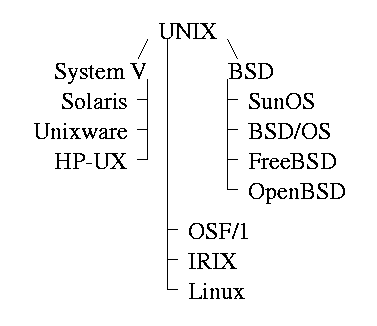 UNIX
System V
Solaris
Unixware
HP-UX
BSD
SunOS
BSD/OS
FreeBSD
OpenBSD
OSF/1
IRIX
Linux